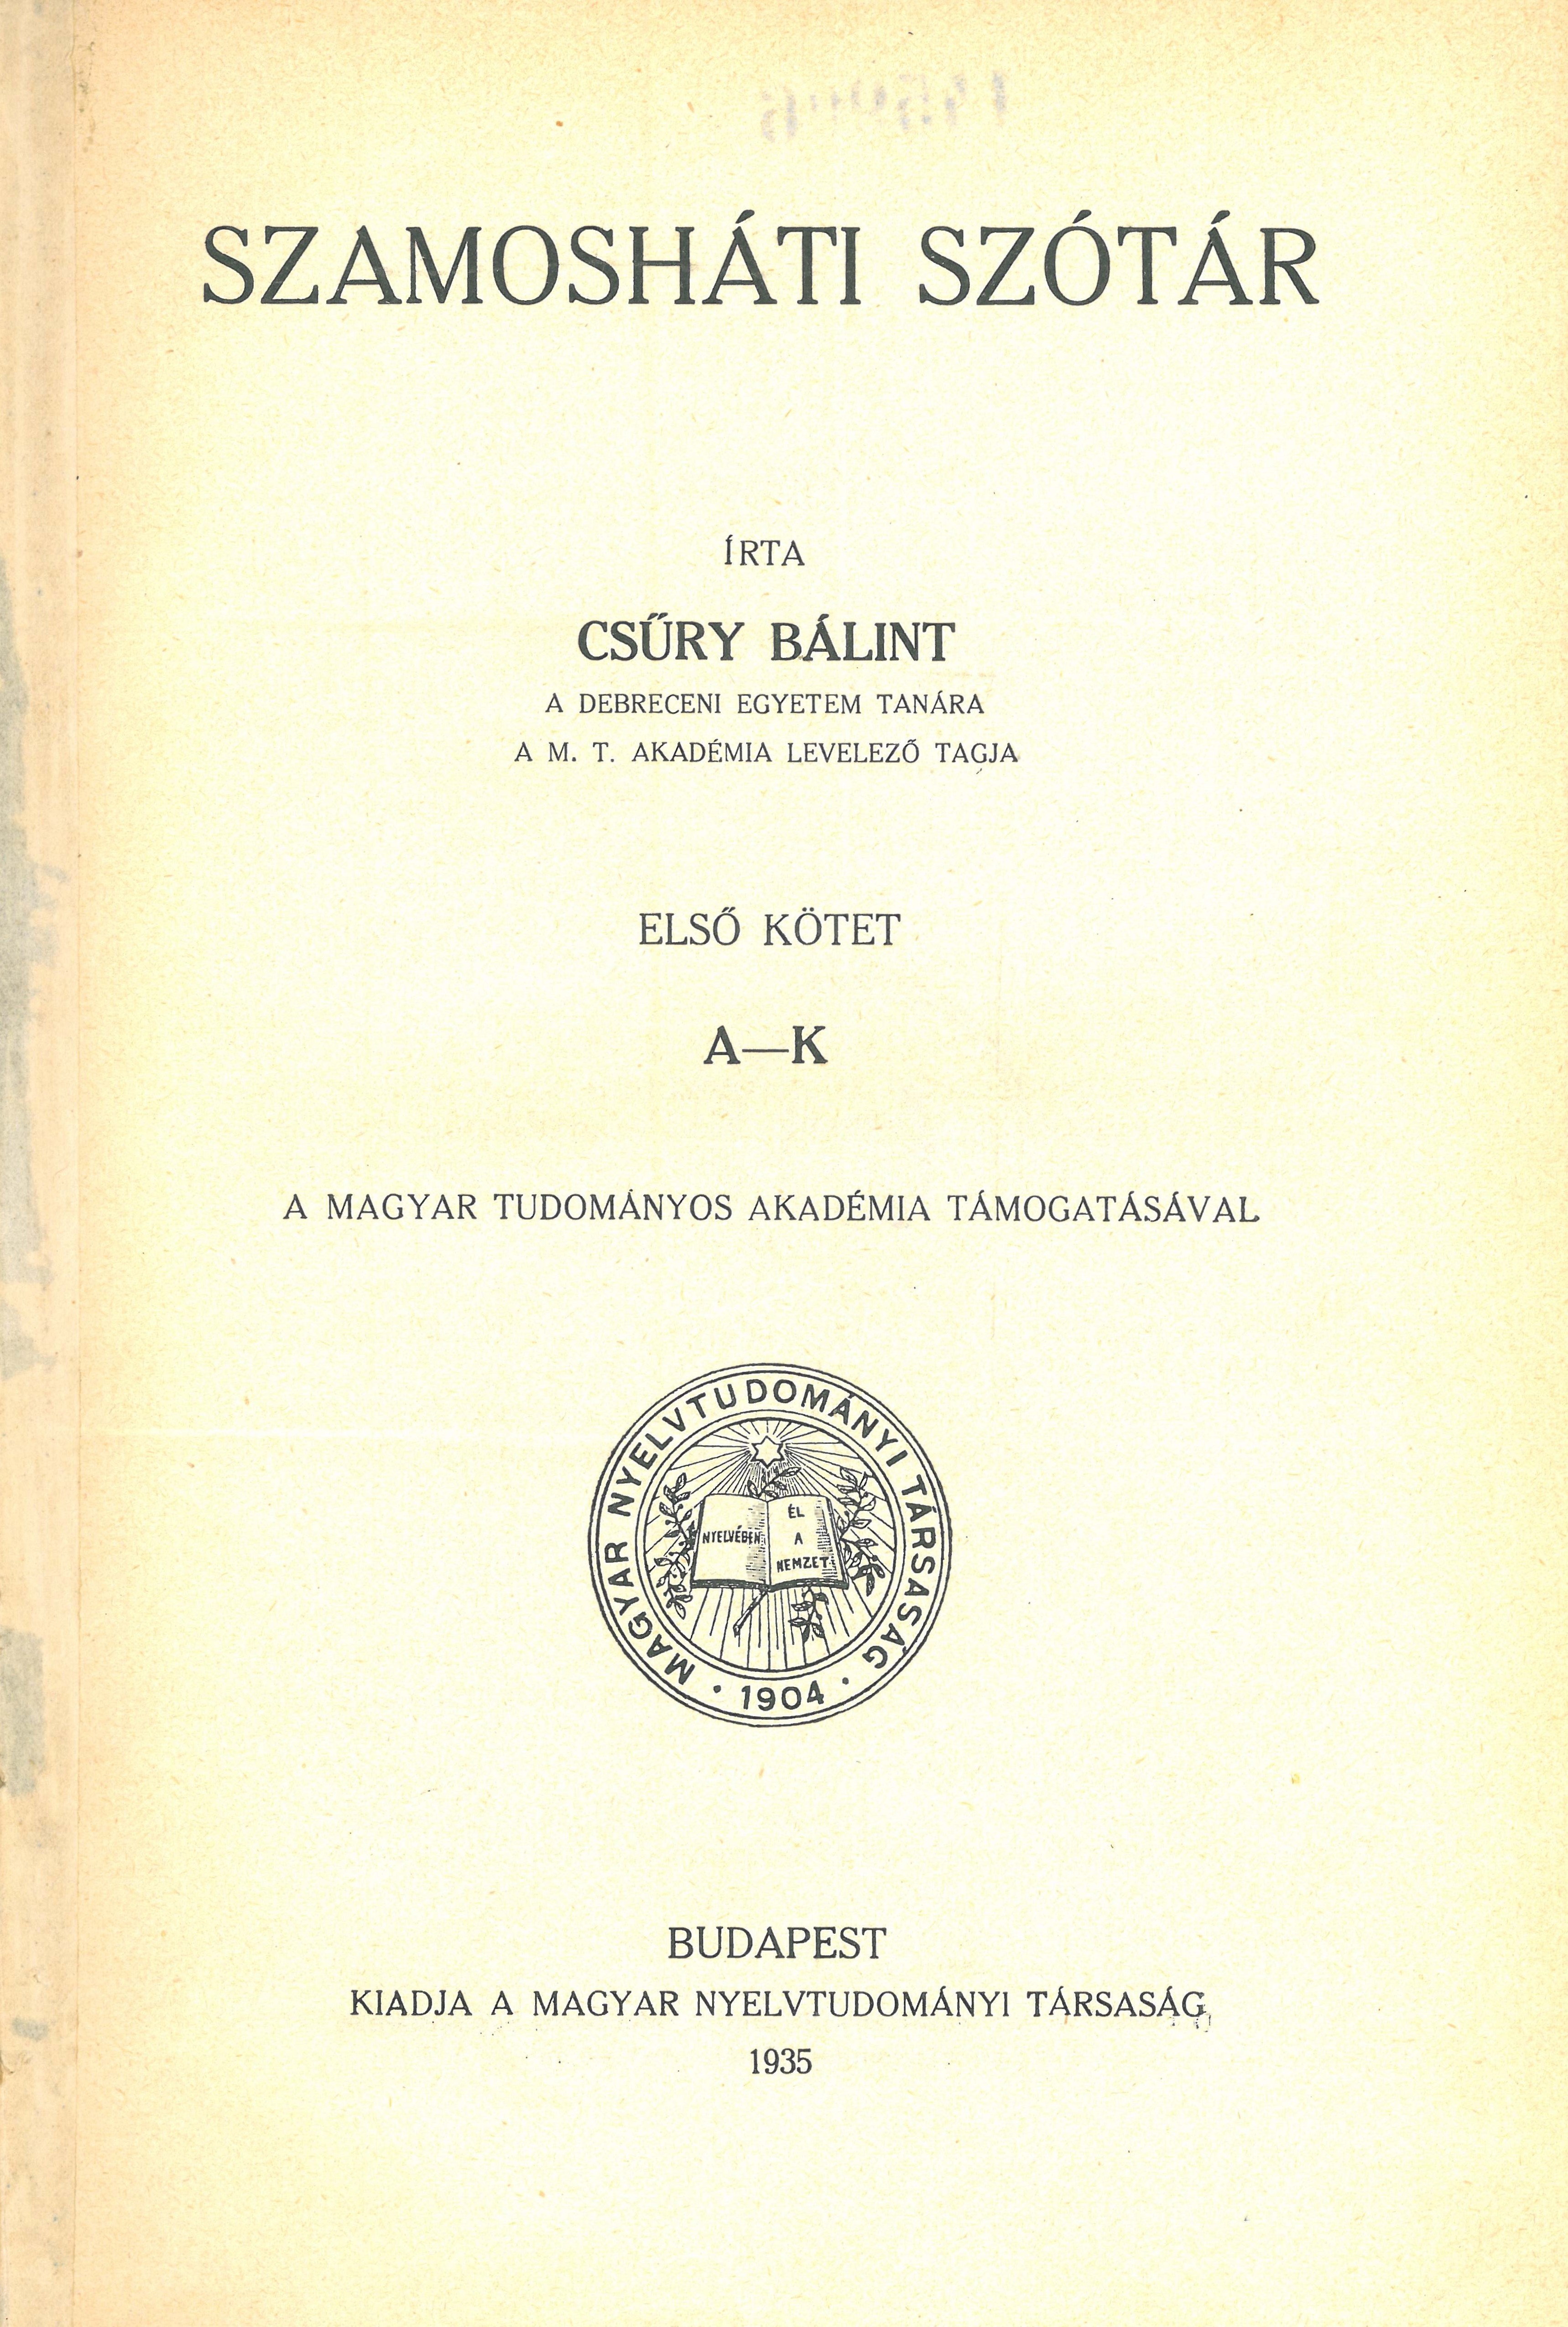 SZAMOSHÁTI SZÓTÁR
ÍRTA
CSŰRY BÁLINT
A DEBRECENI EGYETEM TANÁRA
A M. T. AKADÉMIA LEVELEZŐ TAGJA
ELSŐ KÖTET
A—K
A MAGYAR TUDOMÁNYOS AKADÉMIA TÁMOGATÁSÁVAL
MAGYAR NYELVTUDOMÁNYI TÁRSASÁG
· 1904 ·
NYELVÉBEN
ÉL
A
NEMZET
BUDAPEST
KIADJA A MAGYAR NYELVTUDOMÁNYI TÁRSASÁG
1935